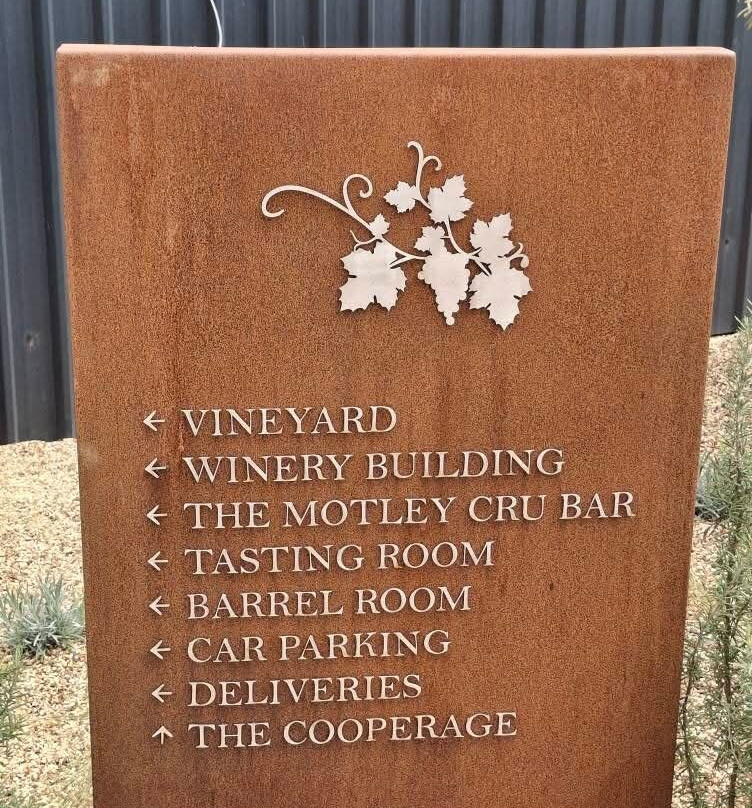 ← VINEYARD
← WINERY BUILDING
← THE MOTLEY CRU BAR
← TASTING ROOM
← BARREL ROOM
← CAR PARKING
← DELIVERIES
↑ THE COOPERAGE